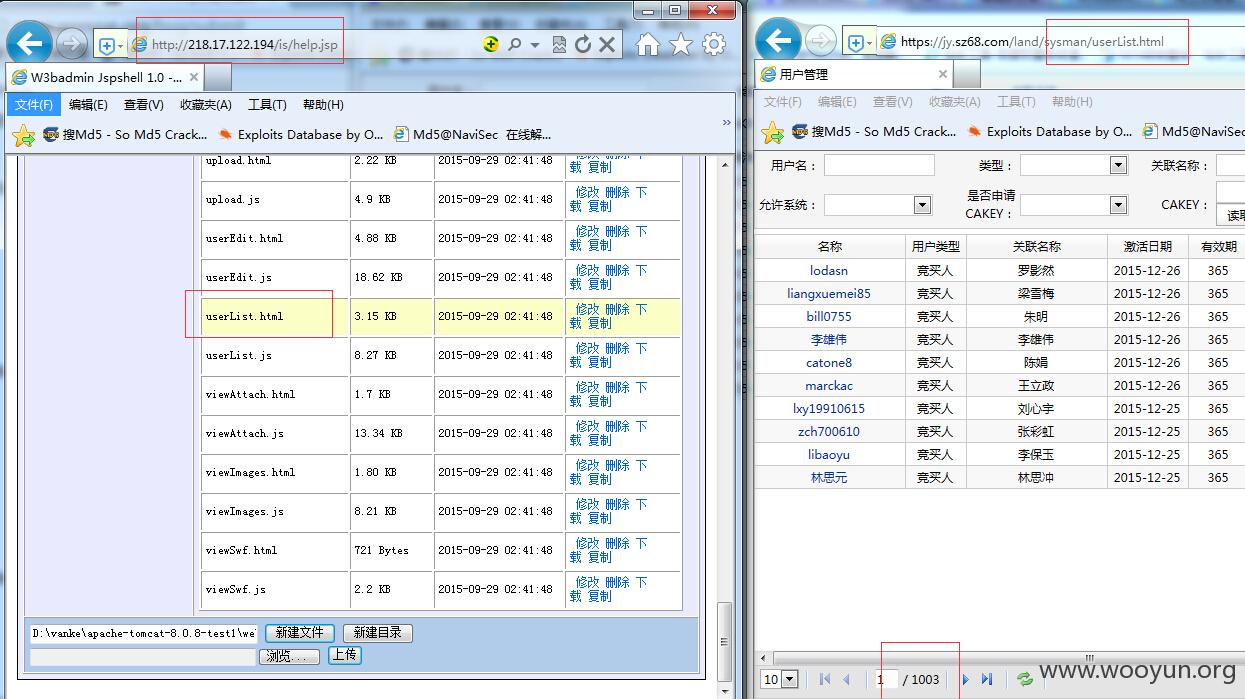 http://218.17.122.194/is/help.jsp
W3badmin Jspshell 1.0 -...
文件(F) 编辑(E) 查看(V) 收藏夹(A) 工具(T) 帮助(H)
搜Md5 - So Md5 Crack... Exploits Database by O... Md5@NaviSec 在线解...
upload.html 2.22 KB 2015-09-29 02:41:48 修改 删除 下载 复制
upload.js 4.9 KB 2015-09-29 02:41:48 修改 删除 下载 复制
userEdit.html 4.88 KB 2015-09-29 02:41:48 修改 删除 下载 复制
userEdit.js 18.62 KB 2015-09-29 02:41:48 修改 删除 下载 复制
userList.html 3.15 KB 2015-09-29 02:41:48 修改 删除 下载 复制
userList.js 8.27 KB 2015-09-29 02:41:48 修改 删除 下载 复制
viewAttach.html 1.7 KB 2015-09-29 02:41:48 修改 删除 下载 复制
viewAttach.js 13.34 KB 2015-09-29 02:41:48 修改 删除 下载 复制
viewImages.html 1.80 KB 2015-09-29 02:41:48 修改 删除 下载 复制
viewImages.js 8.21 KB 2015-09-29 02:41:48 修改 删除 下载 复制
viewSwf.html 721 Bytes 2015-09-29 02:41:48 修改 删除 下载 复制
viewSwf.js 2.2 KB 2015-09-29 02:41:48 修改 删除 下载 复制
D:\vanke\apache-tomcat-8.0.8-test1\we 新建文件 新建目录
浏览... 上传
https://jy.sz68.com/land/sysman/userList.html
用户管理
文件(F) 编辑(E) 查看(V) 收藏夹(A) 工具(T) 帮助(H)
搜Md5 - So Md5 Crack... Exploits Database by O... Md5@NaviSec
用户名： 类型： 关联名称：
允许系统： 是否申请CAKEY： CAKEY： 读取
名称 用户类型 关联名称 激活日期 有效期
lodasn 竞买人 罗影然 2015-12-26 365
liangxuemei85 竞买人 梁雪梅 2015-12-26 365
bill0755 竞买人 朱明 2015-12-26 365
李雄伟 竞买人 李雄伟 2015-12-26 365
catone8 竞买人 陈娟 2015-12-26 365
marckac 竞买人 王立政 2015-12-26 365
lxy19910615 竞买人 刘心宇 2015-12-25 365
zch700610 竞买人 张彩虹 2015-12-25 365
libaoyu 竞买人 李保玉 2015-12-25 365
林思元 竞买人 林思冲 2015-12-25 365
10 1 / 1003
www.wooyun.org